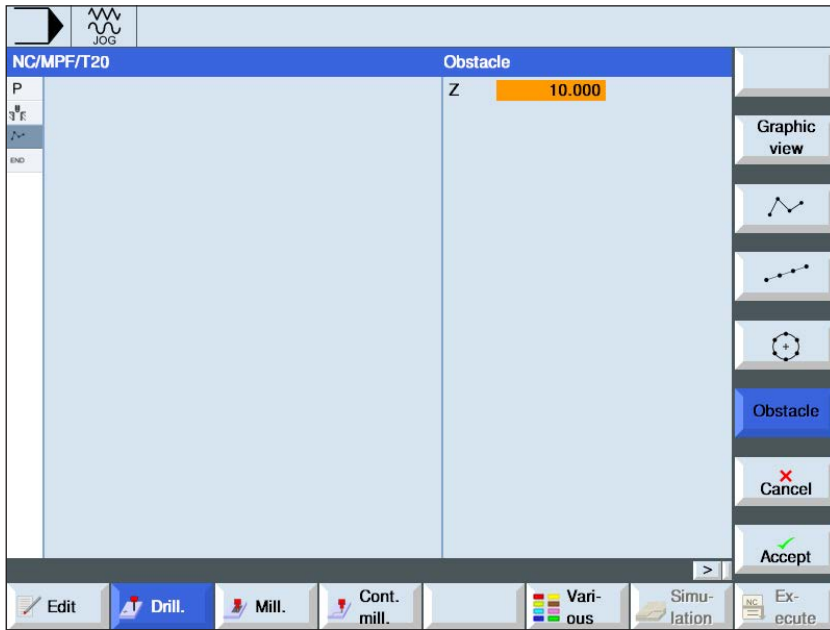 JOG
NC/MPF/T20
Obstacle
P
Z 10.000
END
Graphic
view
Obstacle
Cancel
Accept
>
Edit
Drill.
Mill.
Cont.
mill.
Vari-
ous
Simu-
lation
NC
Ex-
ecute